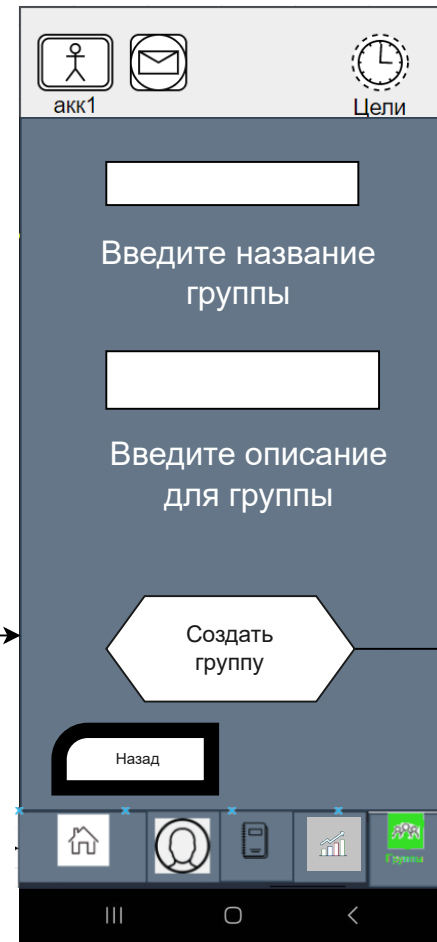 акк1
Цели
Введите название
группы
Введите описание
для группы
Создать
группу
Назад
Группы